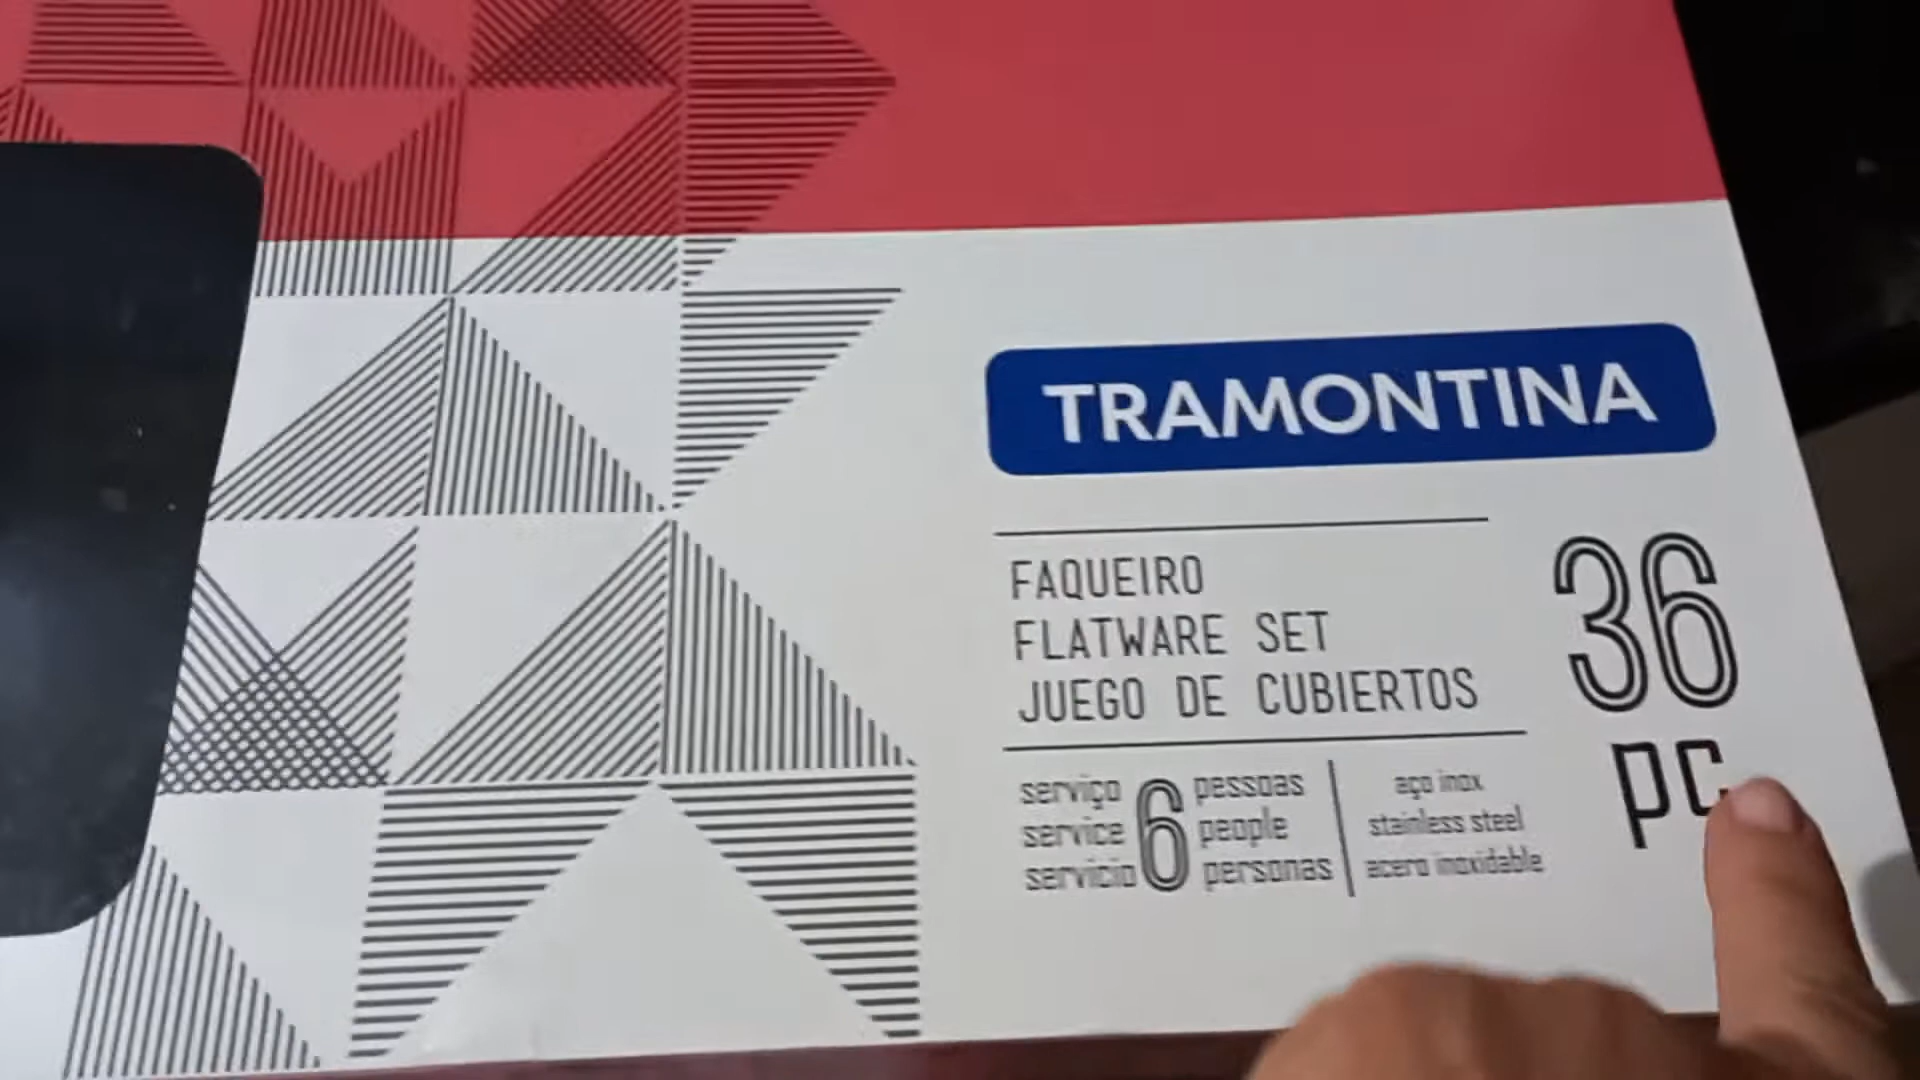 TRAMONTINA
FAQUEIRO
FLATWARE SET
JUEGO DE CUBIERTOS
36
pc
serviço
service
servicio
6
pessoas
people
personas
aço inox
stainless steel
acero inoxidable